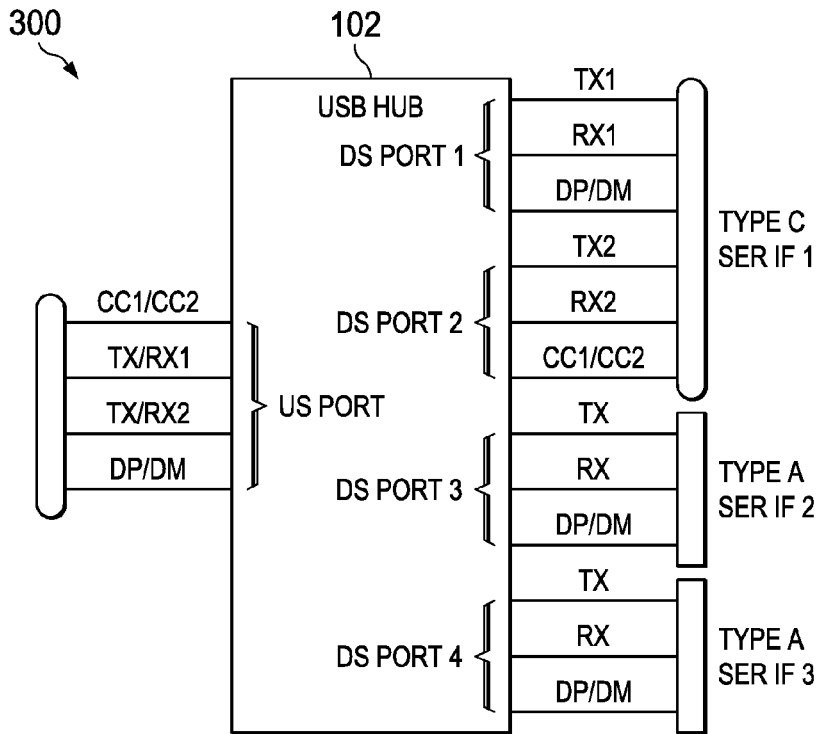 300
102
USB HUB
CC1/CC2
TX/RX1
TX/RX2
DP/DM
US PORT
DS PORT 1
DS PORT 2
DS PORT 3
DS PORT 4
TX1
RX1
DP/DM
TX2
RX2
CC1/CC2
TX
RX
DP/DM
TX
RX
DP/DM
TYPE C
SER IF 1
TYPE A
SER IF 2
TYPE A
SER IF 3